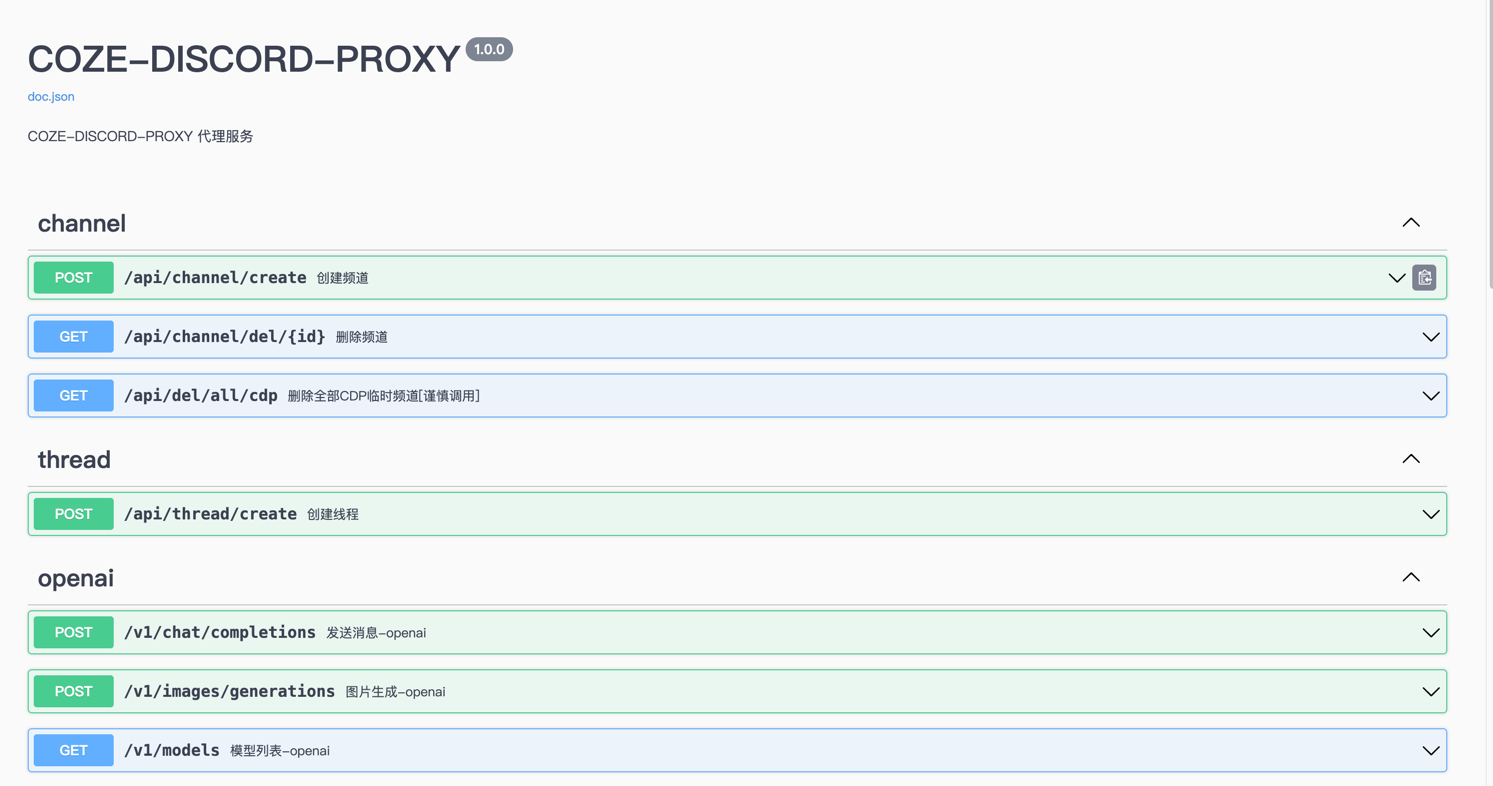 COZE-DISCORD-PROXY 1.0.0
doc.json
COZE-DISCORD-PROXY 代理服务
channel
POST /api/channel/create 创建频道
GET /api/channel/del/{id} 删除频道
GET /api/del/all/cdp 删除全部CDP临时频道[谨慎调用]
thread
POST /api/thread/create 创建线程
openai
POST /v1/chat/completions 发送消息-openai
POST /v1/images/generations 图片生成-openai
GET /v1/models 模型列表-openai